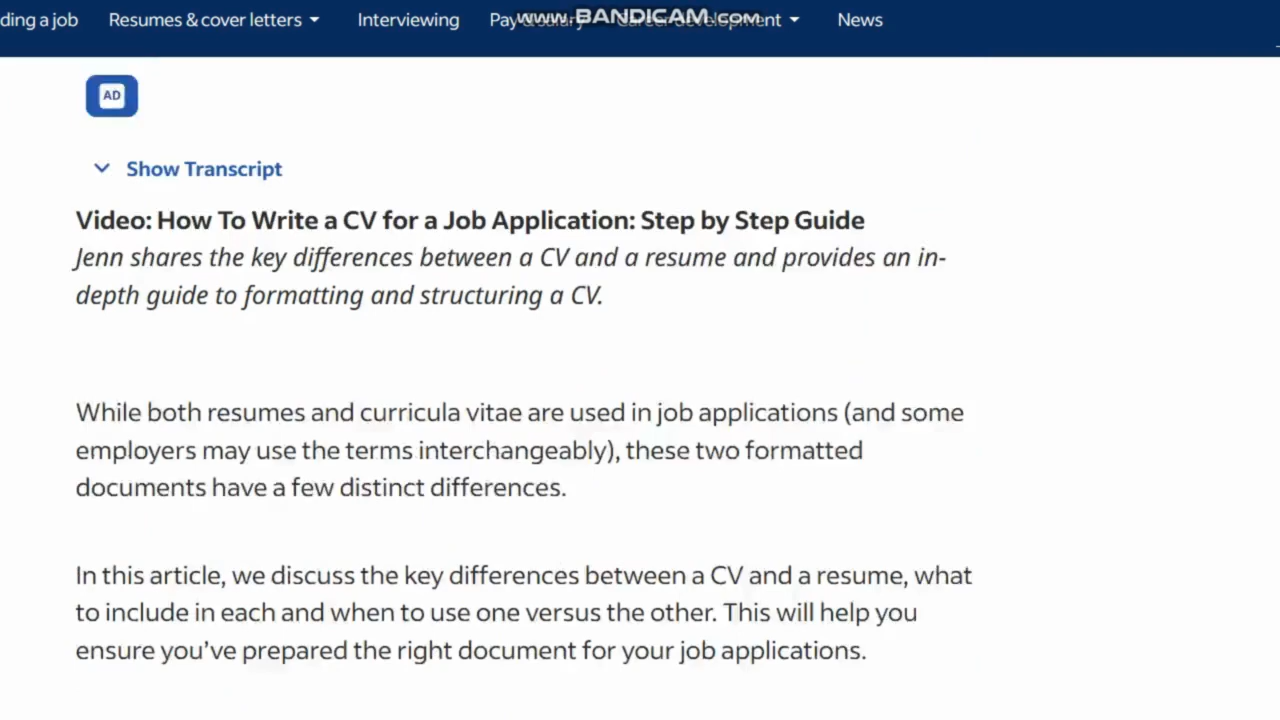 ding a job Resumes & cover letters Interviewing Pay & salary Career development News
www.BANDICAM.com
AD
Show Transcript
Video: How To Write a CV for a Job Application: Step by Step Guide
Jenn shares the key differences between a CV and a resume and provides an in-
depth guide to formatting and structuring a CV.
While both resumes and curricula vitae are used in job applications (and some
employers may use the terms interchangeably), these two formatted
documents have a few distinct differences.
In this article, we discuss the key differences between a CV and a resume, what
to include in each and when to use one versus the other. This will help you
ensure you’ve prepared the right document for your job applications.